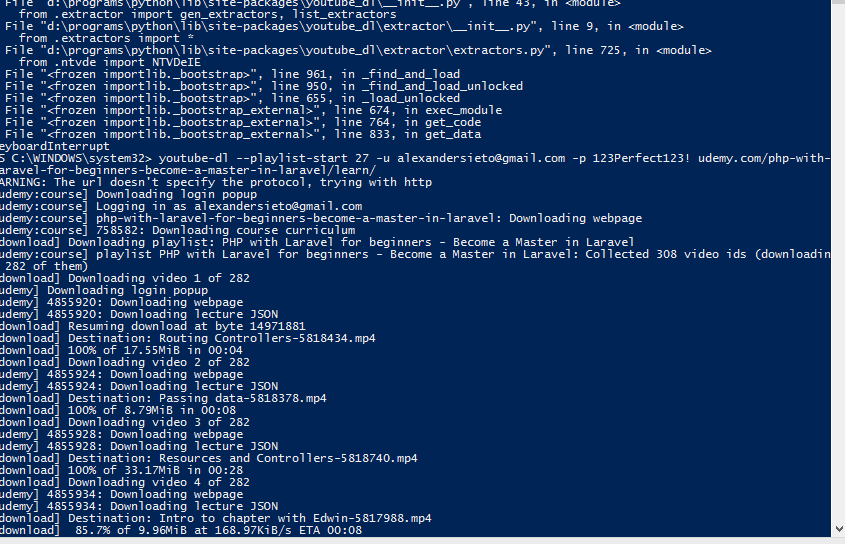 File "d:\programs\python\lib\site-packages\youtube_dl\__init__.py", line 43, in <module>
from .extractor import gen_extractors, list_extractors
File "d:\programs\python\lib\site-packages\youtube_dl\extractor\__init__.py", line 9, in <module>
from .extractors import *
File "d:\programs\python\lib\site-packages\youtube_dl\extractor\extractors.py", line 725, in <module>
from .ntvde import NTVDeIE
File "<frozen importlib._bootstrap>", line 961, in _find_and_load
File "<frozen importlib._bootstrap>", line 950, in _find_and_load_unlocked
File "<frozen importlib._bootstrap>", line 655, in _load_unlocked
File "<frozen importlib._bootstrap_external>", line 674, in exec_module
File "<frozen importlib._bootstrap_external>", line 764, in get_code
File "<frozen importlib._bootstrap_external>", line 833, in get_data
eyboardInterrupt
S C:\WINDOWS\system32> youtube-dl --playlist-start 27 -u alexandersieto@gmail.com -p 123Perfect123! udemy.com/php-with-
aravel-for-beginners-become-a-master-in-laravel/learn/
ARNING: The url doesn't specify the protocol, trying with http
udemy:course] Downloading login popup
udemy:course] Logging in as alexandersieto@gmail.com
udemy:course] php-with-laravel-for-beginners-become-a-master-in-laravel: Downloading webpage
udemy:course] 758582: Downloading course curriculum
download] Downloading playlist: PHP with Laravel for beginners - Become a Master in Laravel
udemy:course] playlist PHP with Laravel for beginners - Become a Master in Laravel: Collected 308 video ids (downloadin
282 of them)
download] Downloading video 1 of 282
udemy] Downloading login popup
udemy] 4855920: Downloading webpage
udemy] 4855920: Downloading lecture JSON
download] Resuming download at byte 14971881
download] Destination: Routing Controllers-5818434.mp4
download] 100% of 17.55MiB in 00:04
download] Downloading video 2 of 282
udemy] 4855924: Downloading webpage
udemy] 4855924: Downloading lecture JSON
download] Destination: Passing data-5818378.mp4
download] 100% of 8.79MiB in 00:08
download] Downloading video 3 of 282
udemy] 4855928: Downloading webpage
udemy] 4855928: Downloading lecture JSON
download] Destination: Resources and Controllers-5818740.mp4
download] 100% of 33.17MiB in 00:28
download] Downloading video 4 of 282
udemy] 4855934: Downloading webpage
udemy] 4855934: Downloading lecture JSON
download] Destination: Intro to chapter with Edwin-5817988.mp4
download] 85.7% of 9.96MiB at 168.97KiB/s ETA 00:08